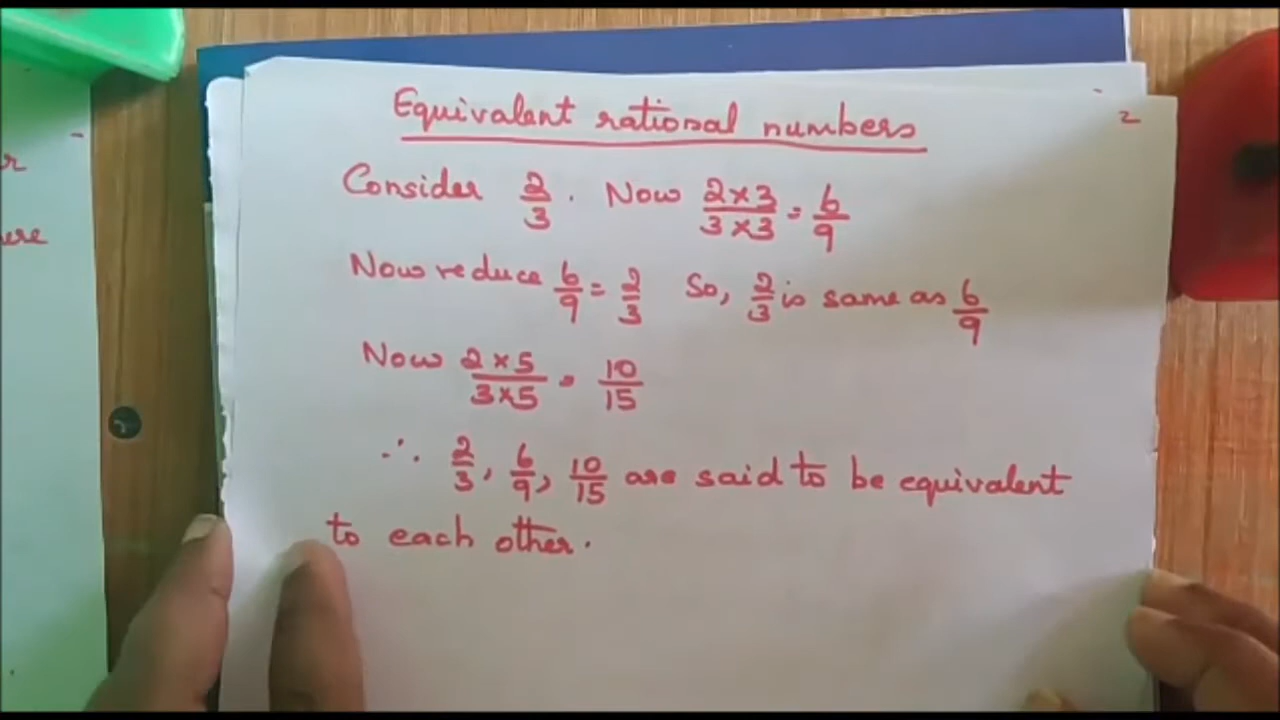 Equivalent rational numbers
2
Consider 2/3. Now 2×3/3×3 = 6/9
Now reduce 6/9 = 2/3 So, 2/3 is same as 6/9
Now 2×5/3×5 = 10/15
∴ 2/3, 6/9, 10/15 are said to be equivalent
to each other.